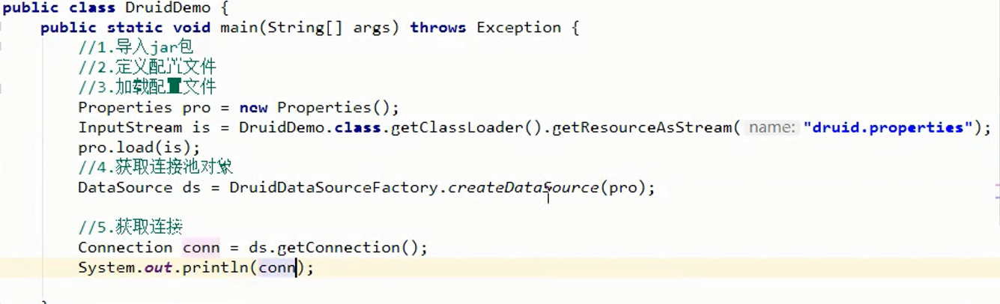 public class DruidDemo {
public static void main(String[] args) throws Exception {
//1.导入jar包
//2.定义配置文件
//3.加载配置文件
Properties pro = new Properties();
InputStream is = DruidDemo.class.getClassLoader().getResourceAsStream( name: "druid.properties");
pro.load(is);
//4.获取连接池对象
DataSource ds = DruidDataSourceFactory.createDataSource(pro);
//5.获取连接
Connection conn = ds.getConnection();
System.out.println(conn);
}